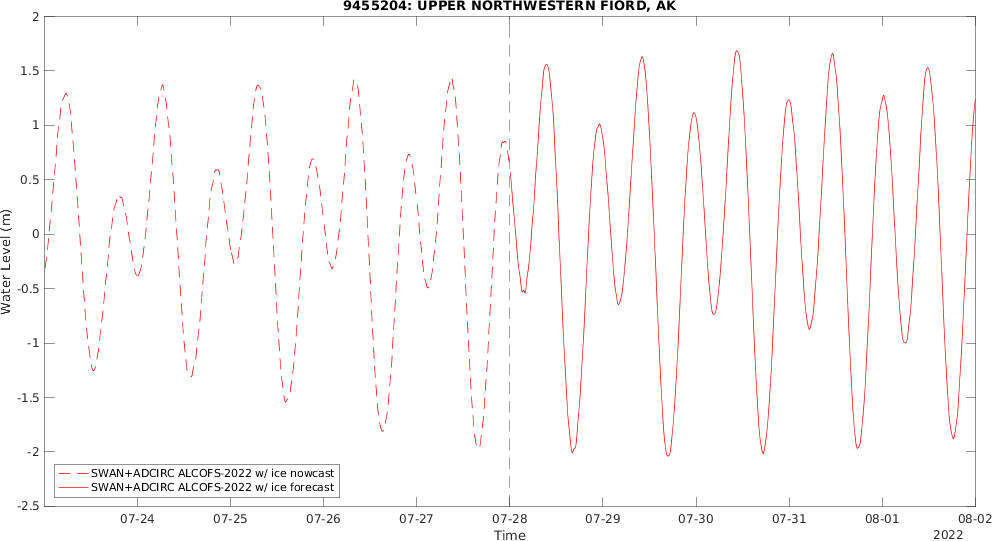 9455204: UPPER NORTHWESTERN FIORD, AK
Water Level (m)
2
1.5
1
0.5
0
-0.5
-1
-1.5
-2
-2.5
SWAN+ADCIRC ALCOFS-2022 w/ ice nowcast
SWAN+ADCIRC ALCOFS-2022 w/ ice forecast
07-24 07-25 07-26 07-27 07-28 07-29 07-30 07-31 08-01 08-02
Time
2022